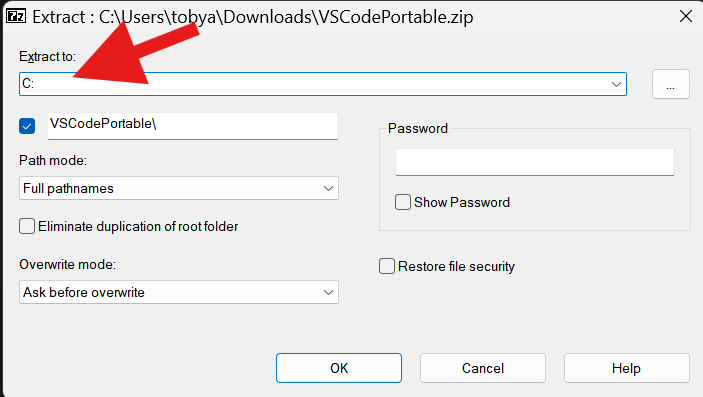 7z Extract : C:\Users\tobya\Downloads\VSCodePortable.zip
Extract to:
C:
...
VSCodePortable\
Password
Path mode:
Full pathnames
Show Password
Eliminate duplication of root folder
Overwrite mode:
Restore file security
Ask before overwrite
OK
Cancel
Help